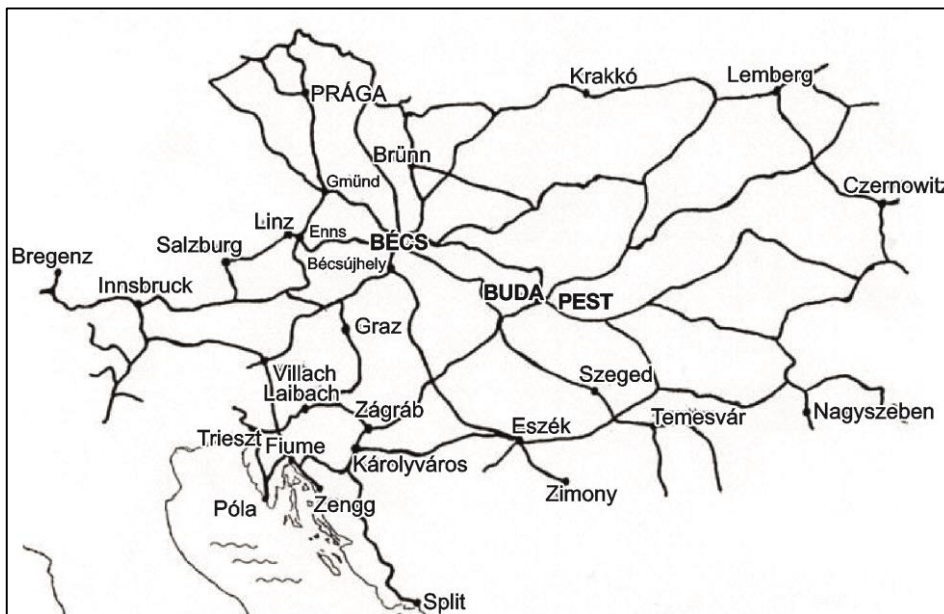 Krakkó
Lemberg
PRÁGA
Brünn
Gmünd
Czernowitz
Linz
Enns
BÉCS
Salzburg
Bregenz
Bécsújhely
Innsbruck
BUDA
PEST
Graz
Villach
Szeged
Laibach
Zágráb
Temesvár
Nagyszeben
Trieszt
Fiume
Eszék
Károlyváros
Zimony
Póla
Zengg
Split